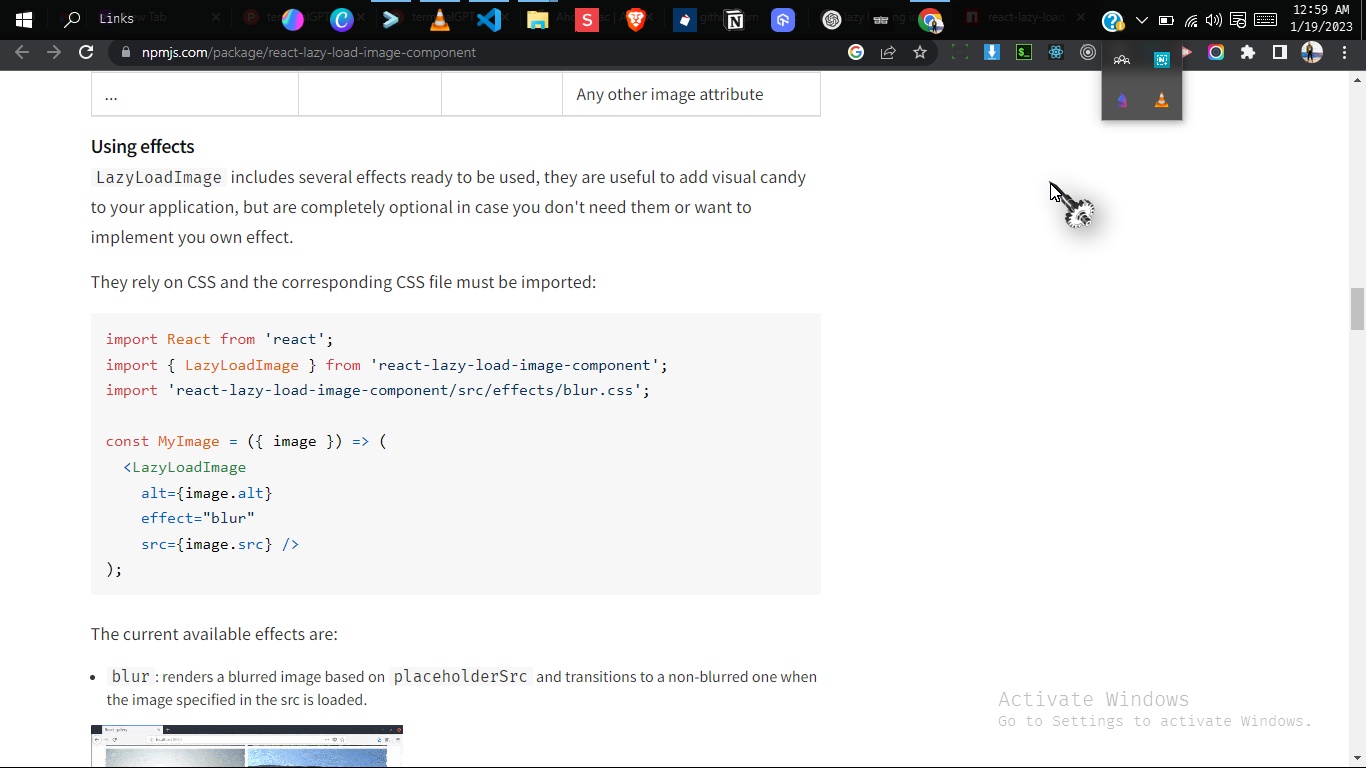 Links
12:59 AM
1/19/2023
npmjs.com/package/react-lazy-load-image-component
...
Any other image attribute
Using effects
LazyLoadImage includes several effects ready to be used, they are useful to add visual candy
to your application, but are completely optional in case you don't need them or want to
implement you own effect.
They rely on CSS and the corresponding CSS file must be imported:
import React from 'react';
import { LazyLoadImage } from 'react-lazy-load-image-component';
import 'react-lazy-load-image-component/src/effects/blur.css';
const MyImage = ({ image }) => (
<LazyLoadImage
alt={image.alt}
effect="blur"
src={image.src} />
);
The current available effects are:
blur : renders a blurred image based on placeholderSrc and transitions to a non-blurred one when
the image specified in the src is loaded.
Activate Windows
Go to Settings to activate Windows.